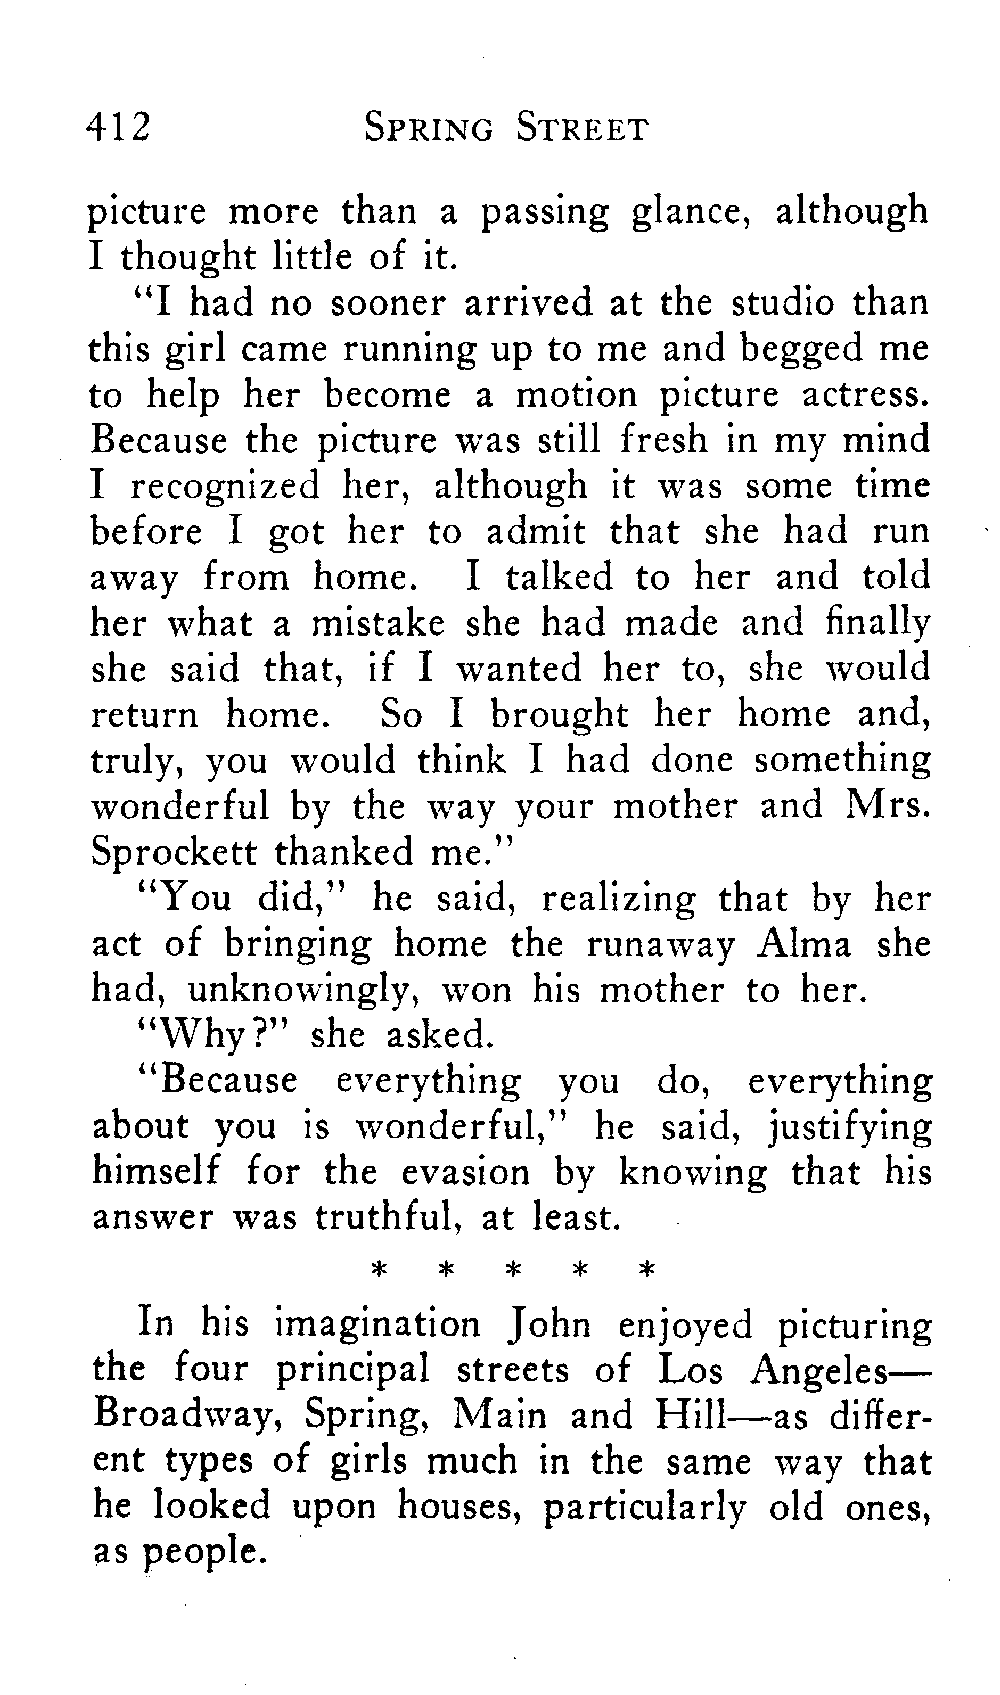 412 SPRING STREET
picture more than a passing glance, although
I thought little of it.
“I had no sooner arrived at the studio than
this girl came running up to me and begged me
to help her become a motion picture actress.
Because the picture was still fresh in my mind
I recognized her, although it was some time
before I got her to admit that she had run
away from home. I talked to her and told
her what a mistake she had made and finally
she said that, if I wanted her to, she would
return home. So I brought her home and,
truly, you would think I had done something
wonderful by the way your mother and Mrs.
Sprockett thanked me.”
“You did,” he said, realizing that by her
act of bringing home the runaway Alma she
had, unknowingly, won his mother to her.
“Why?” she asked.
“Because everything you do, everything
about you is wonderful,” he said, justifying
himself for the evasion by knowing that his
answer was truthful, at least.
* * * * *
In his imagination John enjoyed picturing
the four principal streets of Los Angeles—
Broadway, Spring, Main and Hill—as differ-
ent types of girls much in the same way that
he looked upon houses, particularly old ones,
as people.